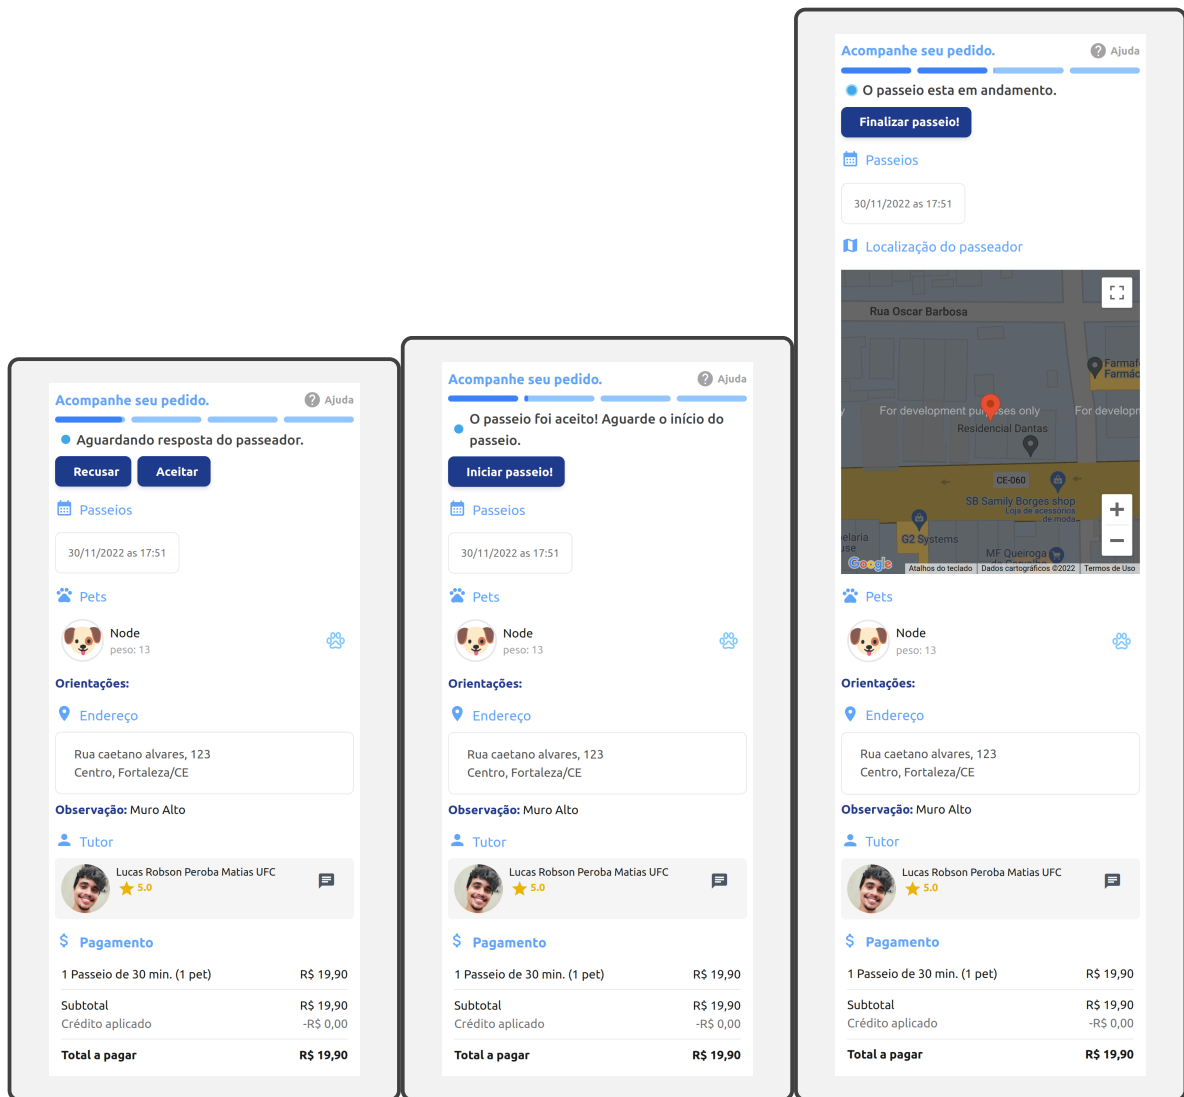 Acompanhe seu pedido.
Ajuda
Aguardando resposta do passeador.
Recusar
Aceitar
Passeios
30/11/2022 as 17:51
Pets
Node
peso: 13
Orientações:
Endereço
Rua caetano alvares, 123
Centro, Fortaleza/CE
Observação: Muro Alto
Tutor
Lucas Robson Peroba Matias UFC
5.0
Pagamento
1 Passeio de 30 min. (1 pet) R$ 19,90
Subtotal R$ 19,90
Crédito aplicado -R$ 0,00
Total a pagar R$ 19,90
Acompanhe seu pedido.
Ajuda
O passeio foi aceito! Aguarde o início do
passeio.
Iniciar passeio!
Passeios
30/11/2022 as 17:51
Pets
Node
peso: 13
Orientações:
Endereço
Rua caetano alvares, 123
Centro, Fortaleza/CE
Observação: Muro Alto
Tutor
Lucas Robson Peroba Matias UFC
5.0
Pagamento
1 Passeio de 30 min. (1 pet) R$ 19,90
Subtotal R$ 19,90
Crédito aplicado -R$ 0,00
Total a pagar R$ 19,90
Acompanhe seu pedido.
Ajuda
O passeio esta em andamento.
Finalizar passeio!
Passeios
30/11/2022 as 17:51
Localização do passeador
Rua Oscar Barbosa
Farmaf
Farmác
For development purposes only
For developm
Residencial Dantas
CE-060
SB Samily Borges shop
Loja de acessórios
de moda
elaria
use
G2 Systems
MF Queiroga
de Carvalho
Google
Atalhos do teclado
Dados cartográficos ©2022
Termos de Uso
Pets
Node
peso: 13
Orientações:
Endereço
Rua caetano alvares, 123
Centro, Fortaleza/CE
Observação: Muro Alto
Tutor
Lucas Robson Peroba Matias UFC
5.0
Pagamento
1 Passeio de 30 min. (1 pet) R$ 19,90
Subtotal R$ 19,90
Crédito aplicado -R$ 0,00
Total a pagar R$ 19,90